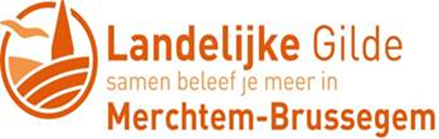 Landelijke Gilde
samen beleef je meer in
Merchtem-Brussegem